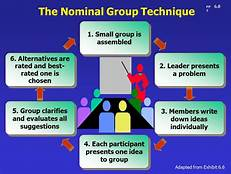 The Nominal Group Technique
6.8
1. Small group is
assembled
2. Leader presents
a problem
3. Members write
down ideas
individually
4. Each participant
presents one idea
to group
5. Group clarifies
and evaluates all
suggestions
6. Alternatives are
rated and best-
rated one is
chosen
Adapted from Exhibit 6.6